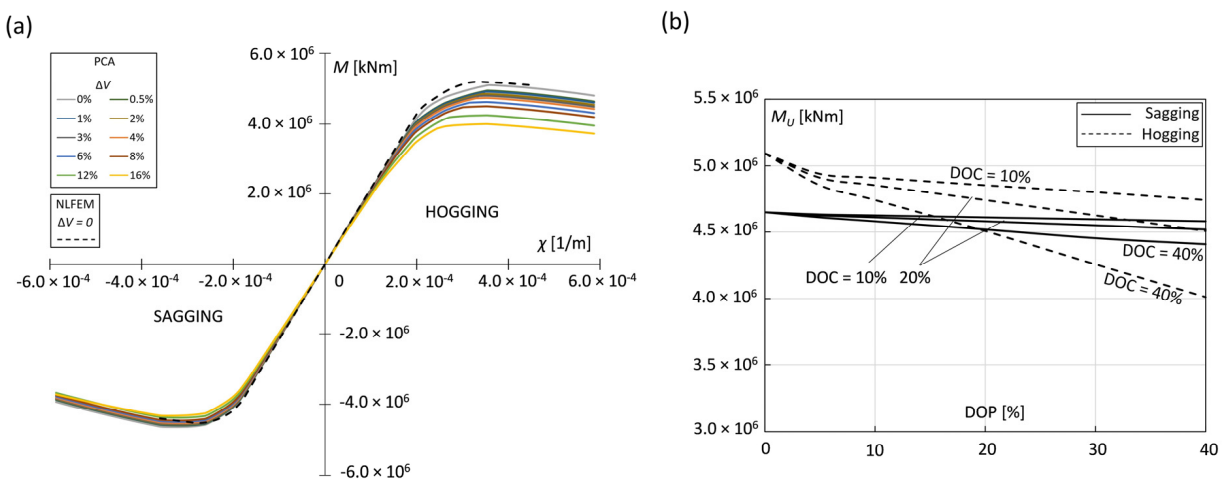 (a)
PCA
ΔV
0% 0.5%
1% 2%
3% 4%
6% 8%
12% 16%
NLFEM
ΔV = 0
6.0 × 10⁶
M [kNm]
4.0 × 10⁶
2.0 × 10⁶
HOGGING
χ [1/m]
-6.0 × 10⁻⁴ -4.0 × 10⁻⁴ -2.0 × 10⁻⁴ 0 2.0 × 10⁻⁴ 4.0 × 10⁻⁴ 6.0 × 10⁻⁴
SAGGING
-2.0 × 10⁶
-4.0 × 10⁶
-6.0 × 10⁶
(b)
5.5 × 10⁶
M_U [kNm]
Sagging
Hogging
5.0 × 10⁶
DOC = 10%
4.5 × 10⁶
DOC = 40%
DOC = 10% 20%
DOC = 40%
4.0 × 10⁶
3.5 × 10⁶
DOP [%]
3.0 × 10⁶
0 10 20 30 40